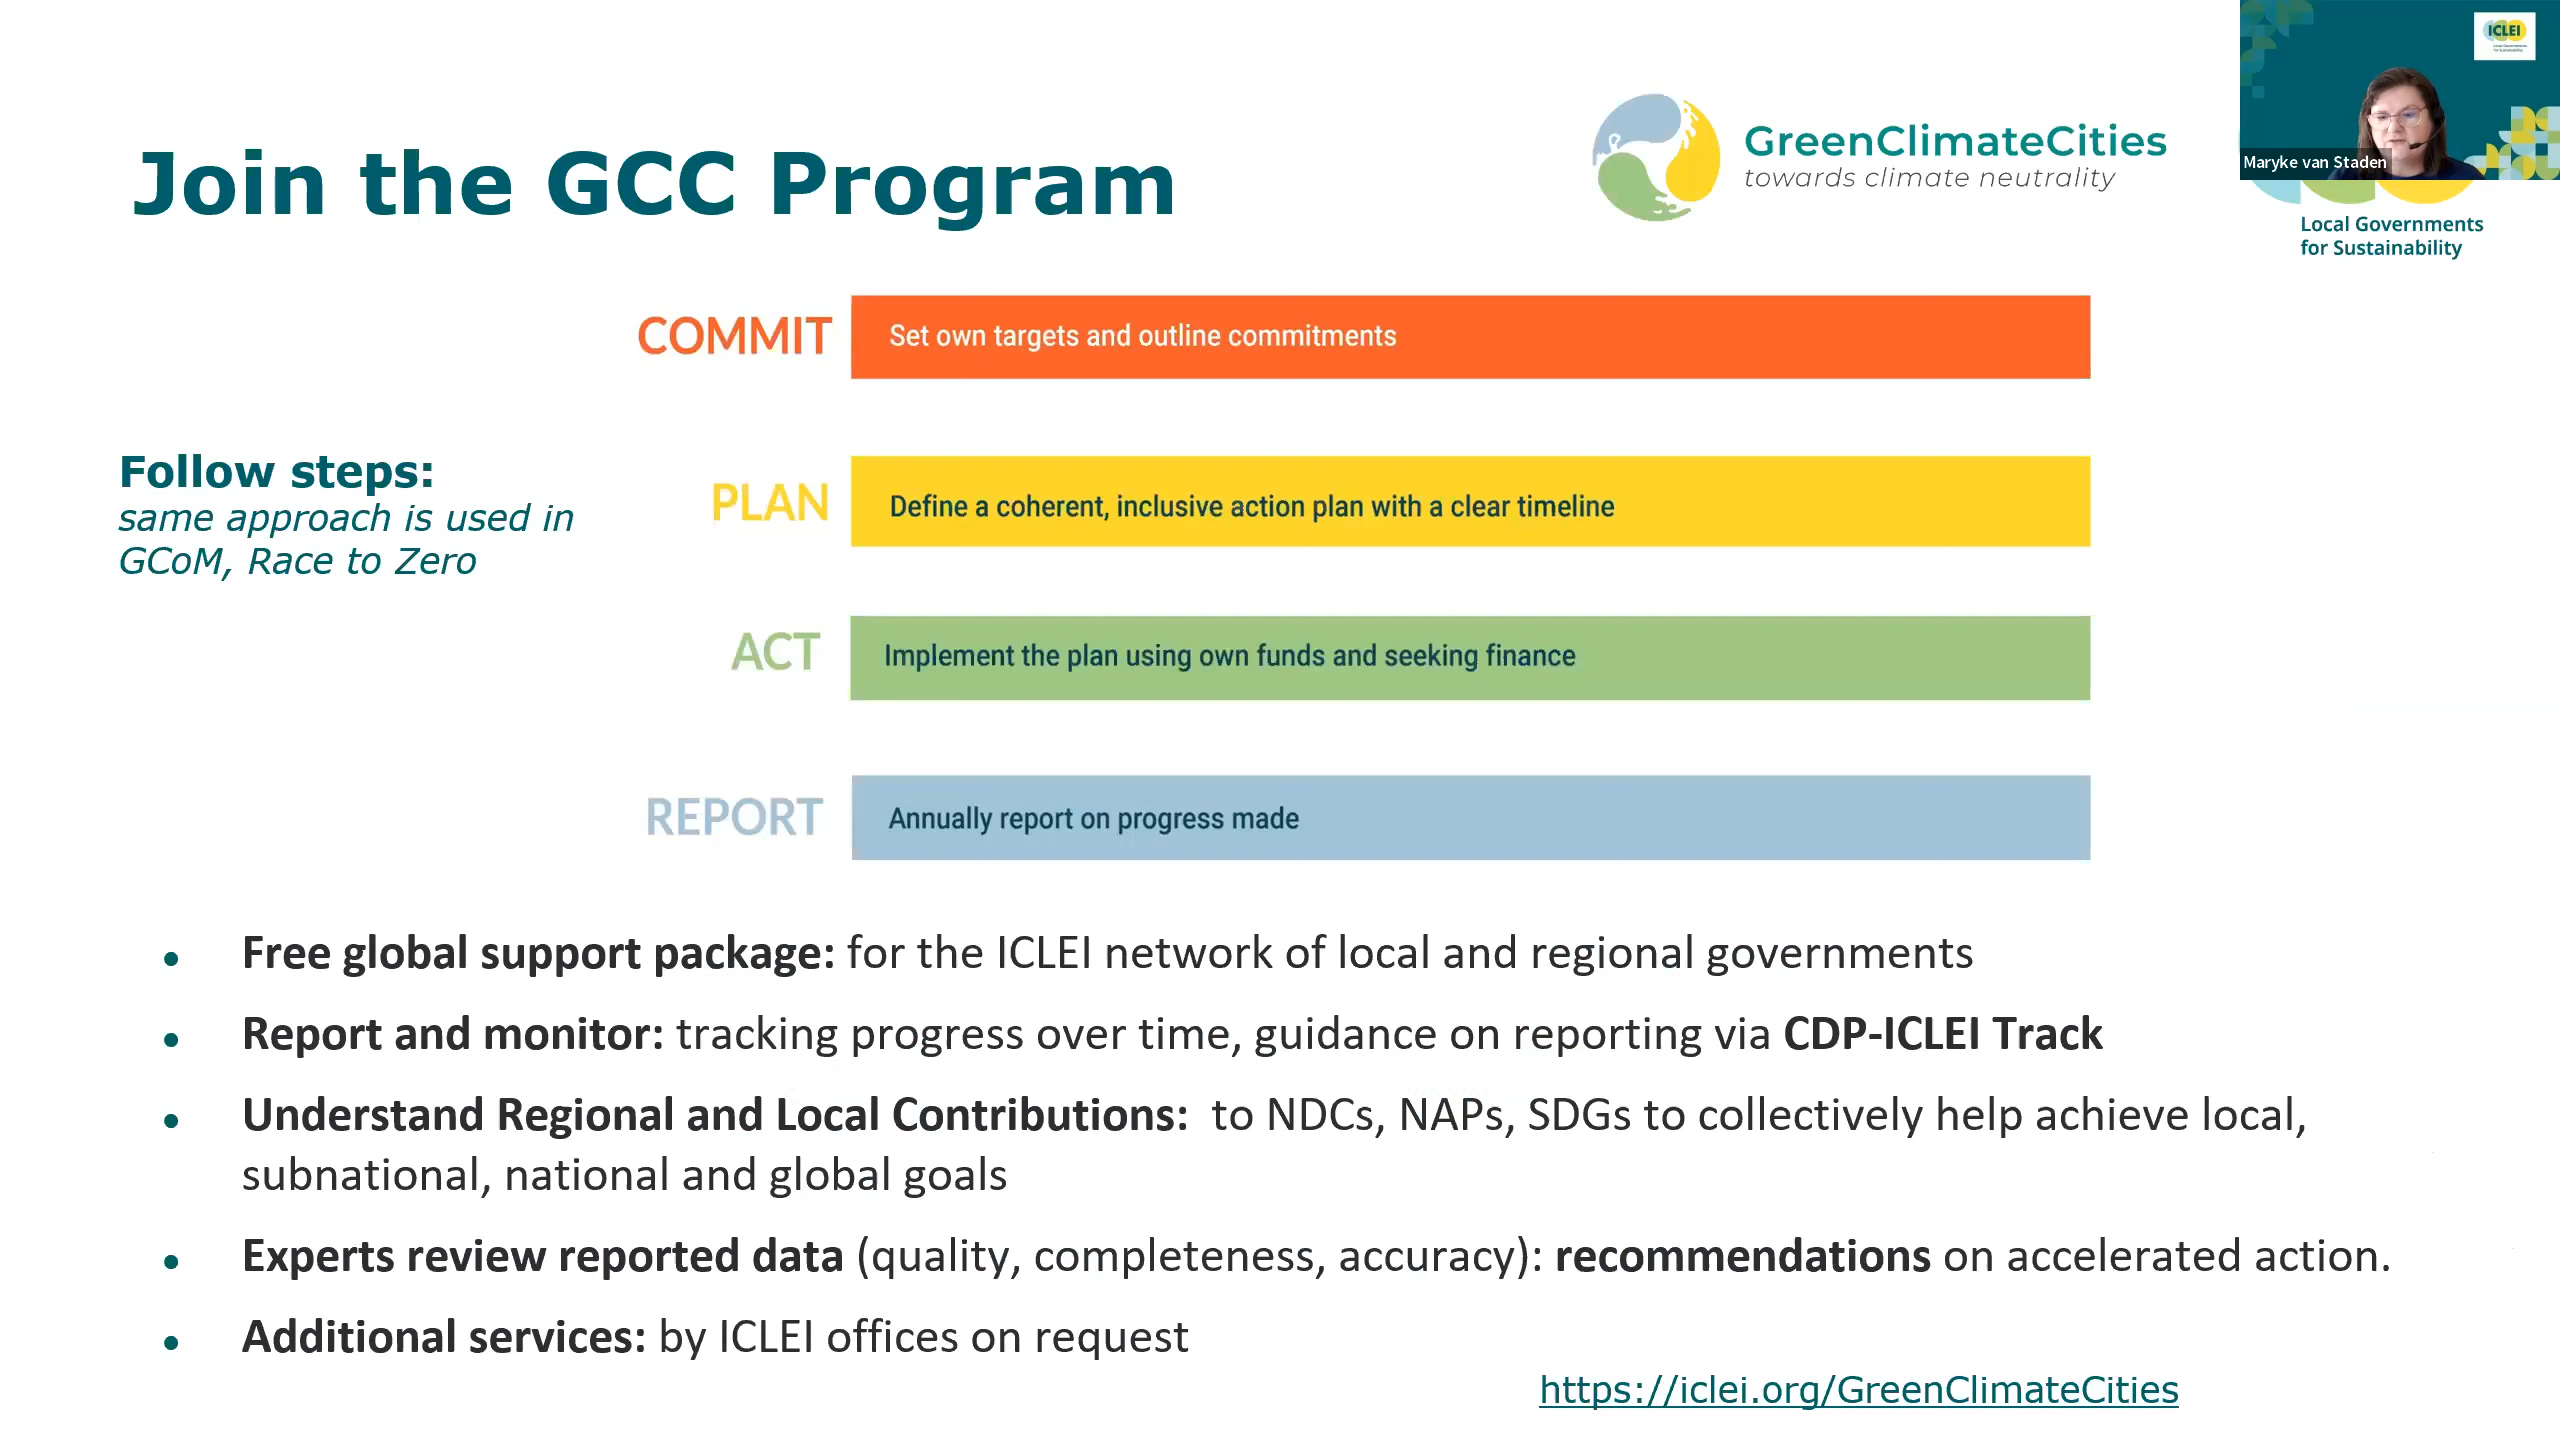 Join the GCC Program
GreenClimateCities
towards climate neutrality
ICLEI
Maryke van Staden
Local Governments
for Sustainability
COMMIT
Set own targets and outline commitments
Follow steps:
same approach is used in
GCoM, Race to Zero
PLAN
Define a coherent, inclusive action plan with a clear timeline
ACT
Implement the plan using own funds and seeking finance
REPORT
Annually report on progress made
• Free global support package: for the ICLEI network of local and regional governments
• Report and monitor: tracking progress over time, guidance on reporting via CDP-ICLEI Track
• Understand Regional and Local Contributions: to NDCs, NAPs, SDGs to collectively help achieve local,
subnational, national and global goals
• Experts review reported data (quality, completeness, accuracy): recommendations on accelerated action.
• Additional services: by ICLEI offices on request
https://iclei.org/GreenClimateCities